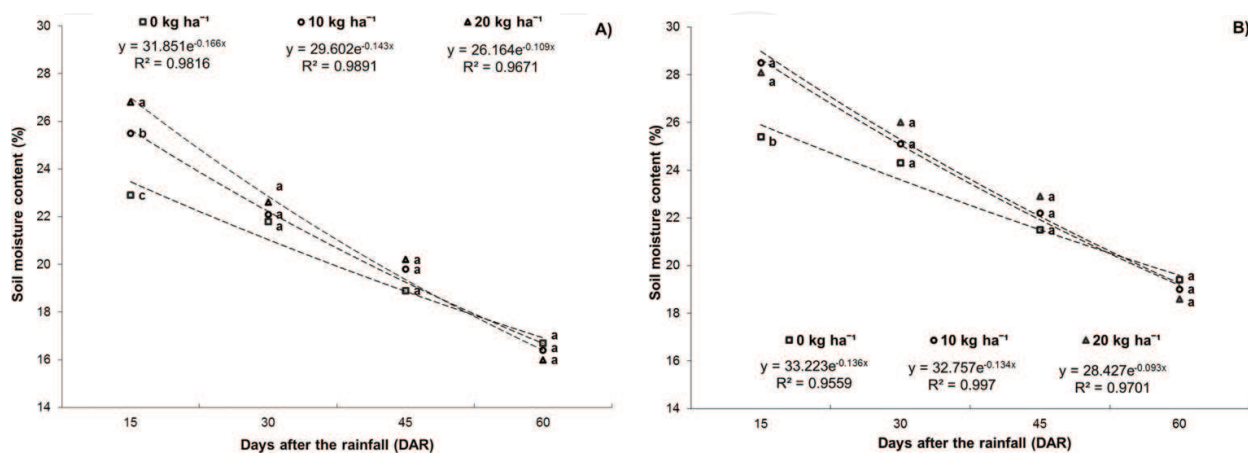 30
28
26
24
22
20
18
16
14
Soil moisture content (%)
0 kg ha⁻¹ 10 kg ha⁻¹ 20 kg ha⁻¹
A)
y = 31.851e^-0.166x y = 29.602e^-0.143x y = 26.164e^-0.109x
R² = 0.9816 R² = 0.9891 R² = 0.9671
a
b
c
a
a
a
a
a
a
a
a
a
15 30 45 60
Days after the rainfall (DAR)
30
28
26
24
22
20
18
16
14
Soil moisture content (%)
B)
a
a
b
a
a
a
a
a
a
a
a
a
0 kg ha⁻¹ 10 kg ha⁻¹ 20 kg ha⁻¹
y = 33.223e^-0.136x y = 32.757e^-0.134x y = 28.427e^-0.093x
R² = 0.9559 R² = 0.997 R² = 0.9701
15 30 45 60
Days after the rainfall (DAR)